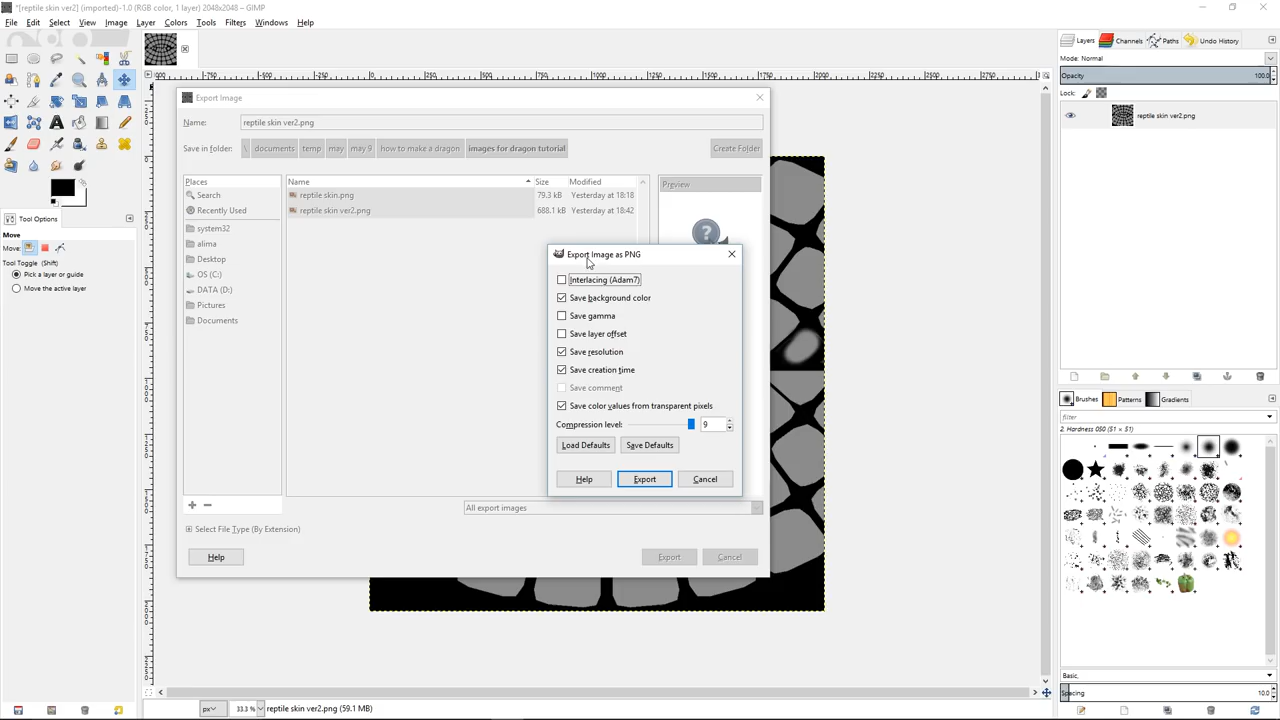 *[reptile skin ver2] (imported)-1.0 (RGB color, 1 layer) 2048x2048 – GIMP
File Edit Select View Image Layer Colors Tools Filters Windows Help
Layers Channels Paths Undo History
Mode: Normal
Opacity 100.0
Lock:
reptile skin ver2.png
Export Image
Name: reptile skin ver2.png
Save in folder: \ documents temp may may 9 how to make a dragon images for dragon tutorial Create Folder
Places
Search
Recently Used
system32
alima
Desktop
OS (C:)
DATA (D:)
Pictures
Documents
Name Size Modified
reptile skin.png 79.3 kB Yesterday at 18:18
reptile skin ver2.png 688.1 kB Yesterday at 18:42
Preview
Export Image as PNG
Interlacing (Adam7)
Save background color
Save gamma
Save layer offset
Save resolution
Save creation time
Save comment
Save color values from transparent pixels
Compression level: 9
Load Defaults Save Defaults
Help Export Cancel
All export images
Select File Type (By Extension)
Help Export Cancel
Tool Options
Move
Move:
Tool Toggle (Shift)
Pick a layer or guide
Move the active layer
Brushes Patterns Gradients
filter
2. Hardness 050 (51 × 51)
Basic,
Spacing 10.0
px 33.3 % reptile skin ver2.png (59.1 MB)